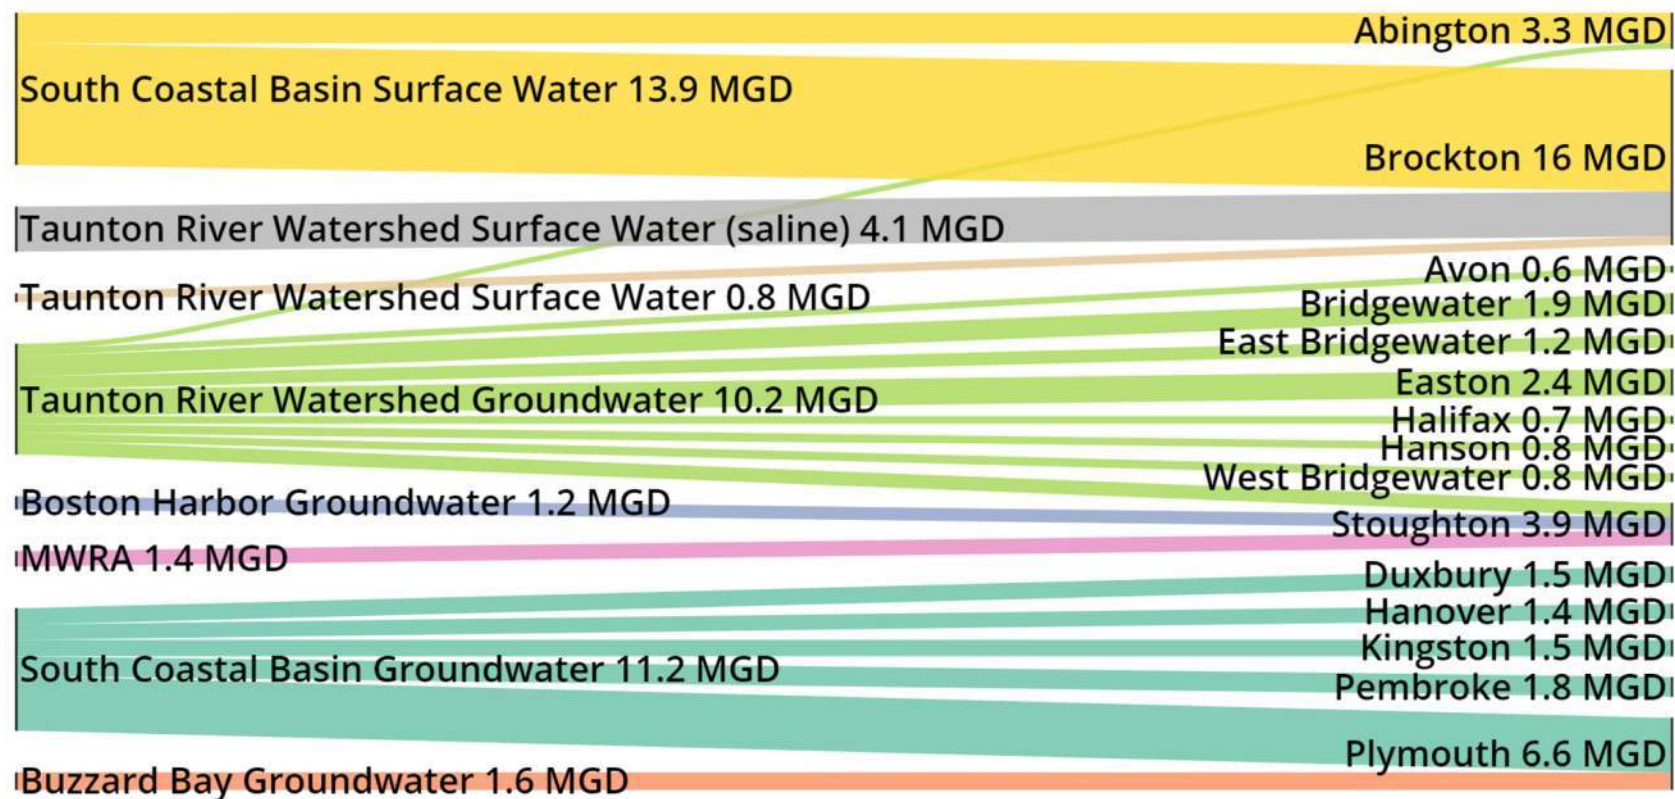 Abington 3.3 MGD
South Coastal Basin Surface Water 13.9 MGD
Brockton 16 MGD
Taunton River Watershed Surface Water (saline) 4.1 MGD
Avon 0.6 MGD
Taunton River Watershed Surface Water 0.8 MGD
Bridgewater 1.9 MGD
East Bridgewater 1.2 MGD
Easton 2.4 MGD
Taunton River Watershed Groundwater 10.2 MGD
Halifax 0.7 MGD
Hanson 0.8 MGD
West Bridgewater 0.8 MGD
Boston Harbor Groundwater 1.2 MGD
Stoughton 3.9 MGD
MWRA 1.4 MGD
Duxbury 1.5 MGD
Hanover 1.4 MGD
Kingston 1.5 MGD
South Coastal Basin Groundwater 11.2 MGD
Pembroke 1.8 MGD
Plymouth 6.6 MGD
Buzzard Bay Groundwater 1.6 MGD